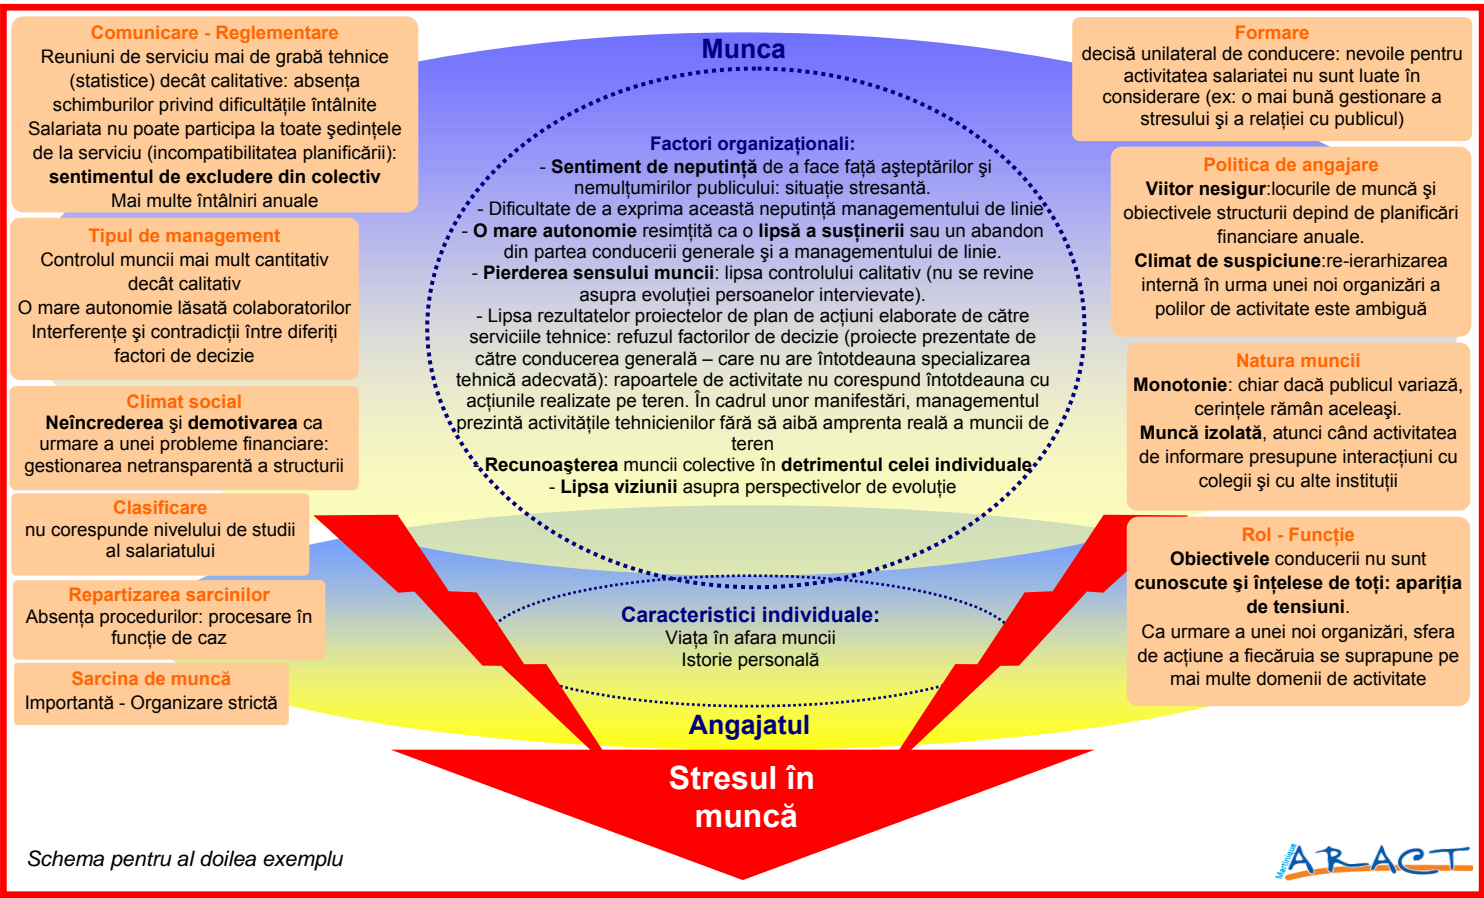 Comunicare - Reglementare
Reuniuni de serviciu mai de grabă tehnice
(statistice) decât calitative: absența
schimburilor privind dificultățile întâlnite
Salariata nu poate participa la toate şedințele
de la serviciu (incompatibilitatea planificării):
sentimentul de excludere din colectiv
Mai multe întâlniri anuale
Tipul de management
Controlul muncii mai mult cantitativ
decât calitativ
O mare autonomie lăsată colaboratorilor
Interferențe şi contradicții între diferiți
factori de decizie
Climat social
Neîncrederea şi demotivarea ca
urmare a unei probleme financiare:
gestionarea netransparentă a structurii
Clasificare
nu corespunde nivelului de studii
al salariatului
Repartizarea sarcinilor
Absența procedurilor: procesare în
funcție de caz
Sarcina de muncă
Importantă - Organizare strictă
Munca
Factori organizaționali:
- Sentiment de neputință de a face față aşteptărilor şi
nemulțumirilor publicului: situație stresantă.
- Dificultate de a exprima această neputință managementului de linie
- O mare autonomie resimțită ca o lipsă a susținerii sau un abandon
din partea conducerii generale şi a managementului de linie.
- Pierderea sensului muncii: lipsa controlului calitativ (nu se revine
asupra evoluției persoanelor intervievate).
- Lipsa rezultatelor proiectelor de plan de acțiuni elaborate de către
serviciile tehnice: refuzul factorilor de decizie (proiecte prezentate de
către conducerea generală – care nu are întotdeauna specializarea
tehnică adecvată): rapoartele de activitate nu corespund întotdeauna cu
acțiunile realizate pe teren. În cadrul unor manifestări, managementul
prezintă activitățile tehnicienilor fără să aibă amprenta reală a muncii de
teren
- Recunoaşterea muncii colective în detrimentul celei individuale
- Lipsa viziunii asupra perspectivelor de evoluție
Caracteristici individuale:
Viața în afara muncii
Istorie personală
Angajatul
Stresul în
muncă
Formare
decisă unilateral de conducere: nevoile pentru
activitatea salariatei nu sunt luate în
considerare (ex: o mai bună gestionare a
stresului şi a relației cu publicul)
Politica de angajare
Viitor nesigur:locurile de muncă şi
obiectivele structurii depind de planificări
financiare anuale.
Climat de suspiciune:re-ierarhizarea
internă în urma unei noi organizări a
polilor de activitate este ambiguă
Natura muncii
Monotonie: chiar dacă publicul variază,
cerințele rămân aceleaşi.
Muncă izolată, atunci când activitatea
de informare presupune interacțiuni cu
colegii şi cu alte instituții
Rol - Funcție
Obiectivele conducerii nu sunt
cunoscute şi înțelese de toți: apariția
de tensiuni.
Ca urmare a unei noi organizări, sfera
de acțiune a fiecăruia se suprapune pe
mai multe domenii de activitate
Schema pentru al doilea exemplu
Martinique
ARACT